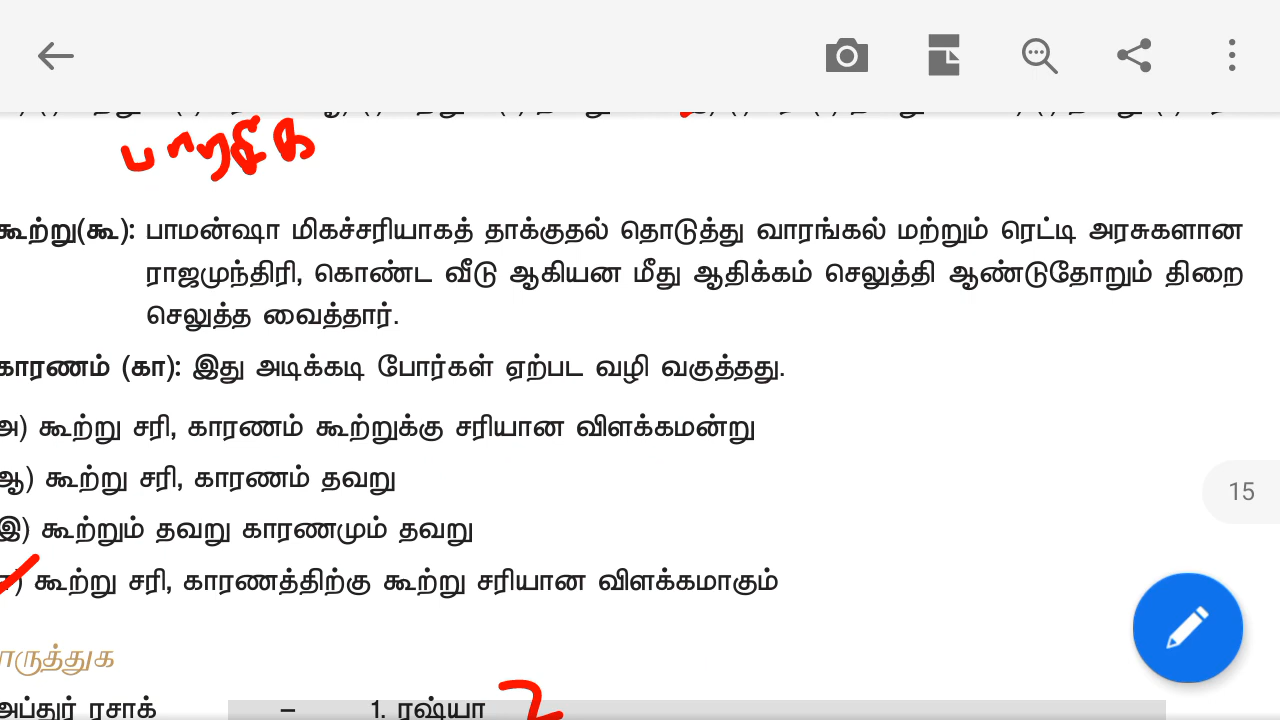 பாரசீக
கூற்று(கூ): பாமன்ஷா மிகச்சரியாகத் தாக்குதல் தொடுத்து வாரங்கல் மற்றும் ரெட்டி அரசுகளான
ராஜமுந்திரி, கொண்ட வீடு ஆகியன மீது ஆதிக்கம் செலுத்தி ஆண்டுதோறும் திறை
செலுத்த வைத்தார்.
காரணம் (கா): இது அடிக்கடி போர்கள் ஏற்பட வழி வகுத்தது.
அ) கூற்று சரி, காரணம் கூற்றுக்கு சரியான விளக்கமன்று
ஆ) கூற்று சரி, காரணம் தவறு
15
இ) கூற்றும் தவறு காரணமும் தவறு
கூற்று சரி, காரணத்திற்கு கூற்று சரியான விளக்கமாகும்
ாருத்துக
அப்துர் ரசாக் – 1. ரஷ்யா 2